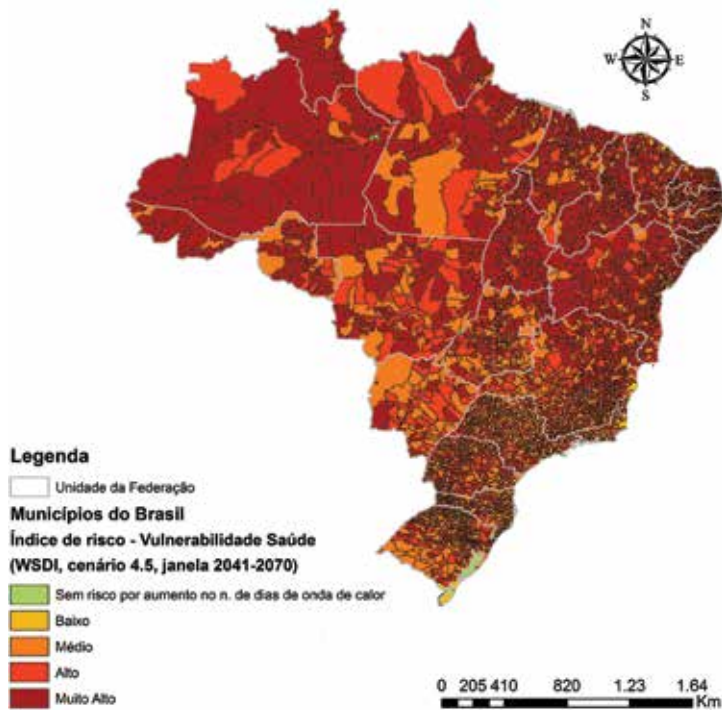 N
W E
S
Legenda
Unidade da Federação
Municípios do Brasil
Índice de risco - Vulnerabilidade Saúde
(WSDI, cenário 4.5, janela 2041-2070)
Sem risco por aumento no n. de dias de onda de calor
Baixo
Médio
Alto
Muito Alto
0 205 410 820 1.23 1.64
Km